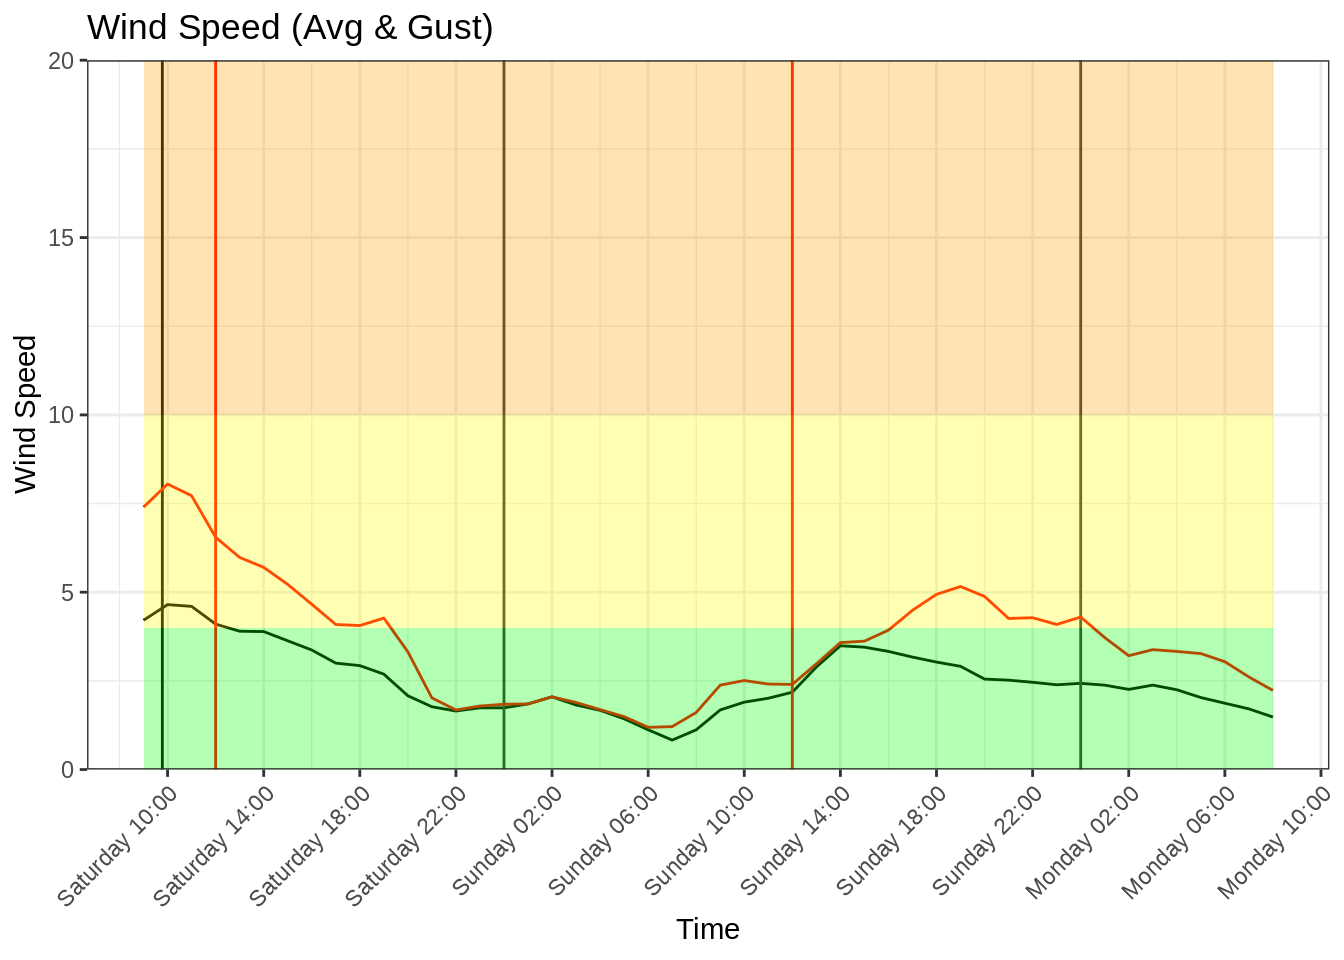 Wind Speed (Avg & Gust)
20
15
10
5
0
Wind Speed
Saturday 10:00
Saturday 14:00
Saturday 18:00
Saturday 22:00
Sunday 02:00
Sunday 06:00
Sunday 10:00
Sunday 14:00
Sunday 18:00
Sunday 22:00
Monday 02:00
Monday 06:00
Monday 10:00
Time